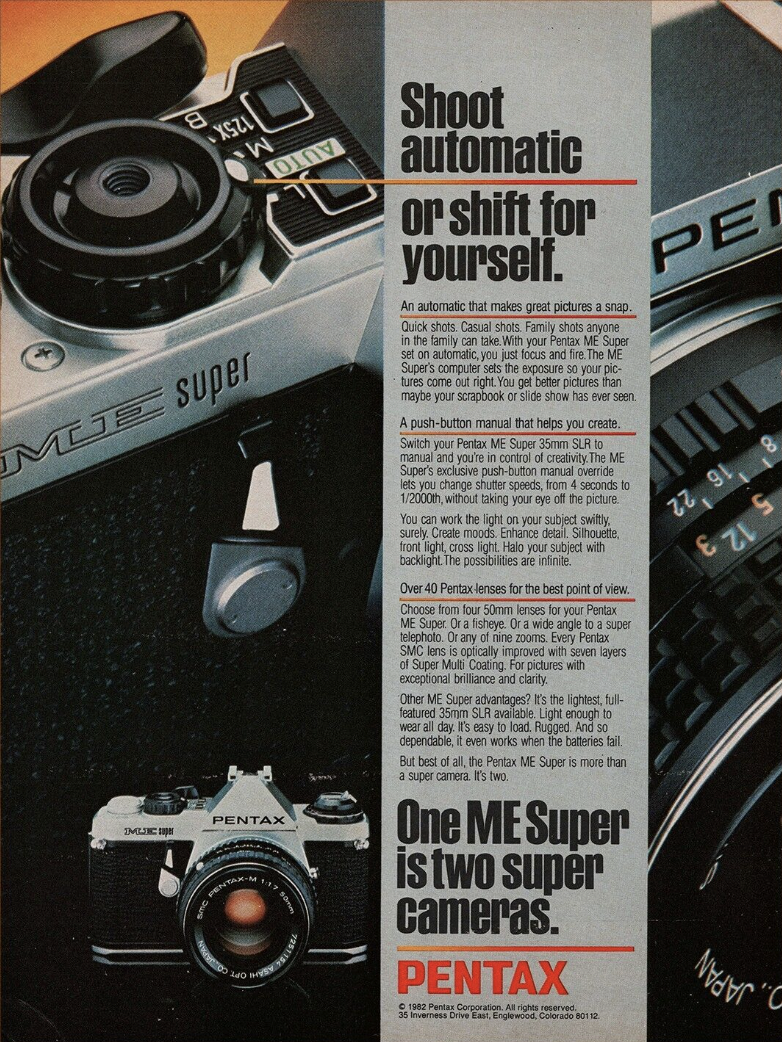 Shoot
automatic
or shift for
yourself.
An automatic that makes great pictures a snap.
Quick shots. Casual shots. Family shots anyone
in the family can take. With your Pentax ME Super
set on automatic, you just focus and fire. The ME
Super's computer sets the exposure so your pic-
tures come out right. You get better pictures than
maybe your scrapbook or slide show has ever seen.
A push-button manual that helps you create.
Switch your Pentax ME Super 35mm SLR to
manual and you're in control of creativity. The ME
Super's exclusive push-button manual override
lets you change shutter speeds, from 4 seconds to
1/2000th, without taking your eye off the picture.
You can work the light on your subject swiftly,
surely. Create moods. Enhance detail. Silhouette,
front light, cross light. Halo your subject with
backlight. The possibilities are infinite.
Over 40 Pentax lenses for the best point of view.
Choose from four 50mm lenses for your Pentax
ME Super. Or a fisheye. Or a wide angle to a super
telephoto. Or any of nine zooms. Every Pentax
SMC lens is optically improved with seven layers
of Super Multi Coating. For pictures with
exceptional brilliance and clarity.
Other ME Super advantages? It's the lightest, full-
featured 35mm SLR available. Light enough to
wear all day. It's easy to load. Rugged. And so
dependable, it even works when the batteries fail.
But best of all, the Pentax ME Super is more than
a super camera. It's two.
One ME Super
is two super
cameras.
PENTAX
© 1982 Pentax Corporation. All rights reserved.
35 Inverness Drive East, Englewood, Colorado 80112.
B
125X
M
AUTO
L
ME super
PENTAX
ME super
SMC PENTAX-M 1:1.7 50mm
7251154 ASAHI OPT. CO., JAPAN
PEN
8
16
22
5
3
12
O., JAPAN